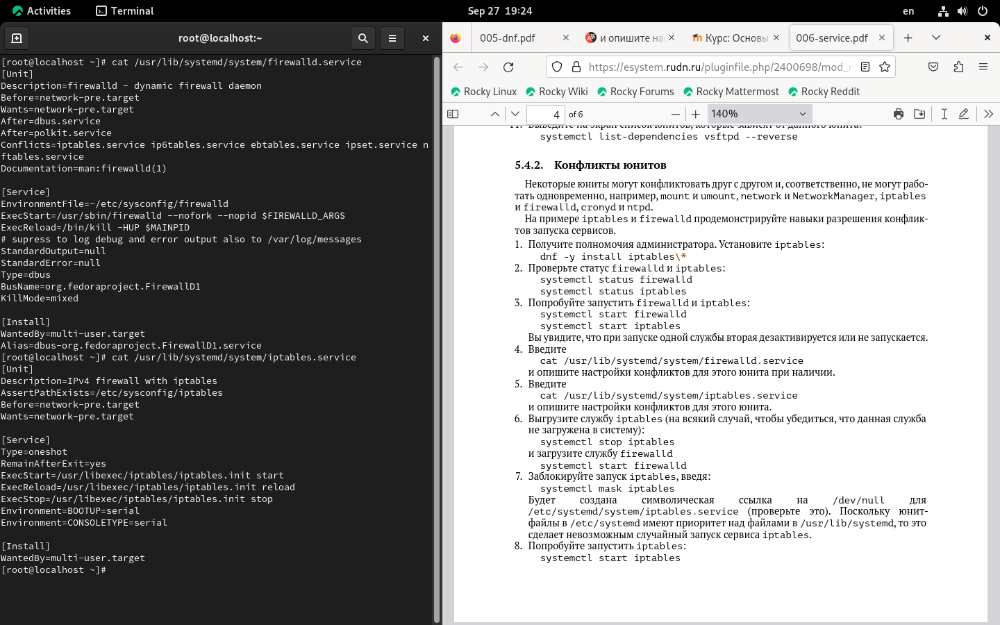 Activities
Terminal
Sep 27 19:24
en
root@localhost:~
[root@localhost ~]# cat /usr/lib/systemd/system/firewalld.service
[Unit]
Description=firewalld - dynamic firewall daemon
Before=network-pre.target
Wants=network-pre.target
After=dbus.service
After=polkit.service
Conflicts=iptables.service ip6tables.service ebtables.service ipset.service n
ftables.service
Documentation=man:firewalld(1)
[Service]
EnvironmentFile=-/etc/sysconfig/firewalld
ExecStart=/usr/sbin/firewalld --nofork --nopid $FIREWALLD_ARGS
ExecReload=/bin/kill -HUP $MAINPID
# supress to log debug and error output also to /var/log/messages
StandardOutput=null
StandardError=null
Type=dbus
BusName=org.fedoraproject.FirewallD1
KillMode=mixed
[Install]
WantedBy=multi-user.target
Alias=dbus-org.fedoraproject.FirewallD1.service
[root@localhost ~]# cat /usr/lib/systemd/system/iptables.service
[Unit]
Description=IPv4 firewall with iptables
AssertPathExists=/etc/sysconfig/iptables
Before=network-pre.target
Wants=network-pre.target
[Service]
Type=oneshot
RemainAfterExit=yes
ExecStart=/usr/libexec/iptables/iptables.init start
ExecReload=/usr/libexec/iptables/iptables.init reload
ExecStop=/usr/libexec/iptables/iptables.init stop
Environment=BOOTUP=serial
Environment=CONSOLETYPE=serial
[Install]
WantedBy=multi-user.target
[root@localhost ~]#
005-dnf.pdf
и опишите нас
Курс: Основы
006-service.pdf
https://esystem.rudn.ru/pluginfile.php/2400698/mod_r
Rocky Linux
Rocky Wiki
Rocky Forums
Rocky Mattermost
Rocky Reddit
4 of 6
140%
11. Выведите на экран список юнитов, которые зависят от данного юнита:
systemctl list-dependencies vsftpd --reverse
5.4.2. Конфликты юнитов
Некоторые юниты могут конфликтовать друг с другом и, соответственно, не могут рабо-
тать одновременно, например, mount и umount, network и NetworkManager, iptables
и firewalld, cronyd и ntpd.
На примере iptables и firewalld продемонстрируйте навыки разрешения конфлик-
тов запуска сервисов.
1. Получите полномочия администратора. Установите iptables:
dnf -y install iptables\*
2. Проверьте статус firewalld и iptables:
systemctl status firewalld
systemctl status iptables
3. Попробуйте запустить firewalld и iptables:
systemctl start firewalld
systemctl start iptables
Вы увидите, что при запуске одной службы вторая дезактивируется или не запускается.
4. Введите
cat /usr/lib/systemd/system/firewalld.service
и опишите настройки конфликтов для этого юнита при наличии.
5. Введите
cat /usr/lib/systemd/system/iptables.service
и опишите настройки конфликтов для этого юнита.
6. Выгрузите службу iptables (на всякий случай, чтобы убедиться, что данная служба
не загружена в систему):
systemctl stop iptables
и загрузите службу firewalld
systemctl start firewalld
7. Заблокируйте запуск iptables, введя:
systemctl mask iptables
Будет создана символическая ссылка на /dev/null для
/etc/systemd/system/iptables.service (проверьте это). Поскольку юнит-
файлы в /etc/systemd имеют приоритет над файлами в /usr/lib/systemd, то это
сделает невозможным случайный запуск сервиса iptables.
8. Попробуйте запустить iptables:
systemctl start iptables